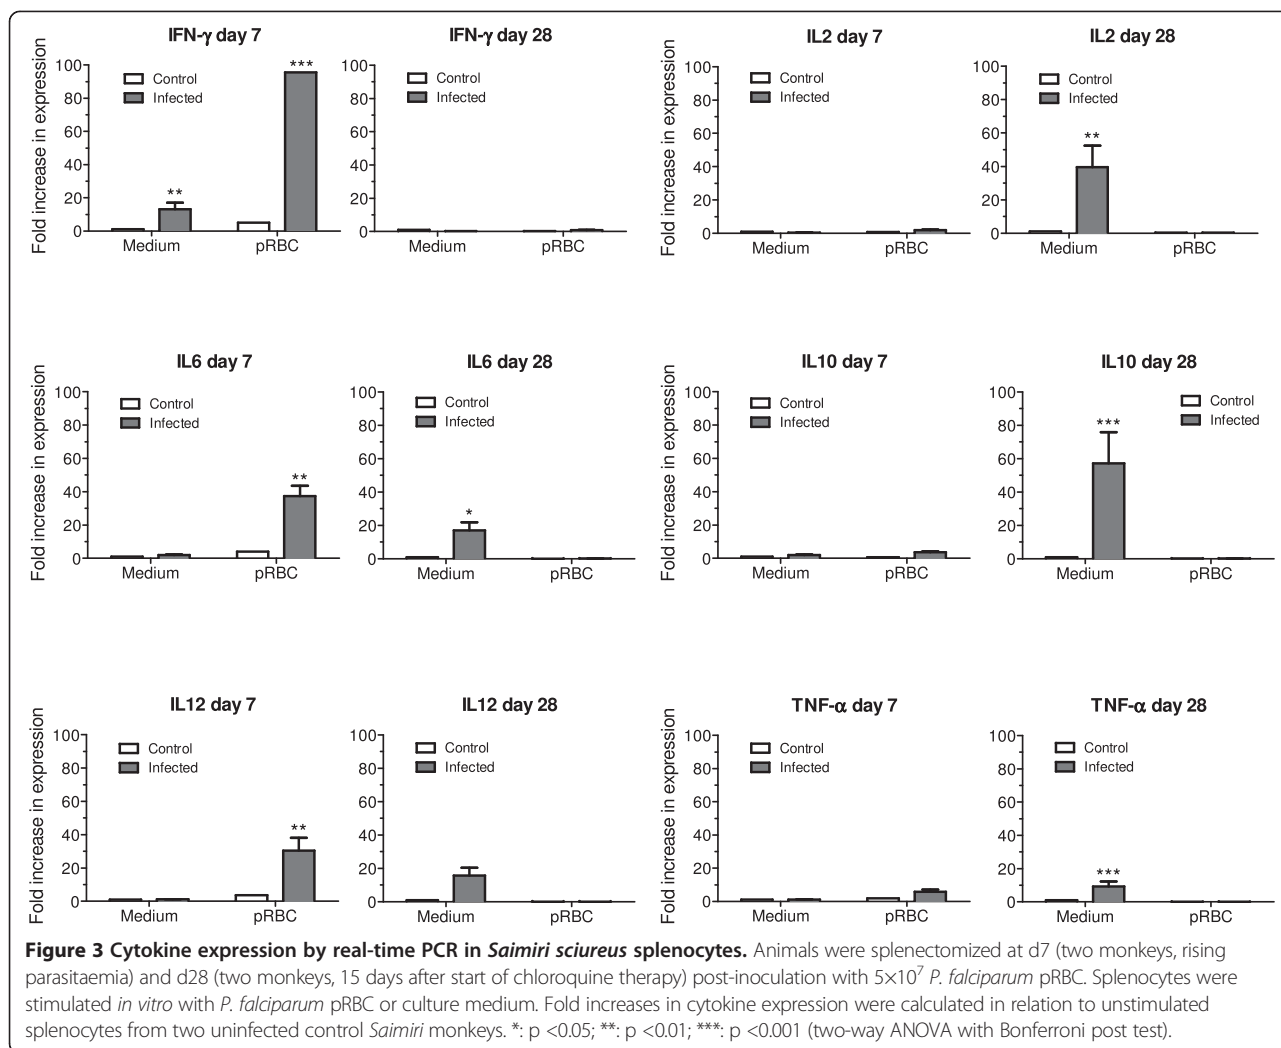 IFN-γ day 7
Fold increase in expression
100
80
60
40
20
0
Control
Infected
**
***
Medium
pRBC
IFN-γ day 28
100
80
60
40
20
0
Control
Infected
Medium
pRBC
IL2 day 7
Fold increase in expression
100
80
60
40
20
0
Control
Infected
Medium
pRBC
IL2 day 28
100
80
60
40
20
0
Control
Infected
**
Medium
pRBC
IL6 day 7
Fold increase in expression
100
80
60
40
20
0
Control
Infected
**
Medium
pRBC
IL6 day 28
100
80
60
40
20
0
Control
Infected
*
Medium
pRBC
IL10 day 7
Fold increase in expression
100
80
60
40
20
0
Control
Infected
Medium
pRBC
IL10 day 28
100
80
60
40
20
0
Control
Infected
***
Medium
pRBC
IL12 day 7
Fold increase in expression
100
80
60
40
20
0
Control
Infected
**
Medium
pRBC
IL12 day 28
100
80
60
40
20
0
Control
Infected
Medium
pRBC
TNF-α day 7
Fold increase in expression
100
80
60
40
20
0
Control
Infected
Medium
pRBC
TNF-α day 28
100
80
60
40
20
0
Control
Infected
***
Medium
pRBC
Figure 3 Cytokine expression by real-time PCR in Saimiri sciureus splenocytes. Animals were splenectomized at d7 (two monkeys, rising
parasitaemia) and d28 (two monkeys, 15 days after start of chloroquine therapy) post-inoculation with 5×10⁷ P. falciparum pRBC. Splenocytes were
stimulated in vitro with P. falciparum pRBC or culture medium. Fold increases in cytokine expression were calculated in relation to unstimulated
splenocytes from two uninfected control Saimiri monkeys. *: p <0.05; **: p <0.01; ***: p <0.001 (two-way ANOVA with Bonferroni post test).